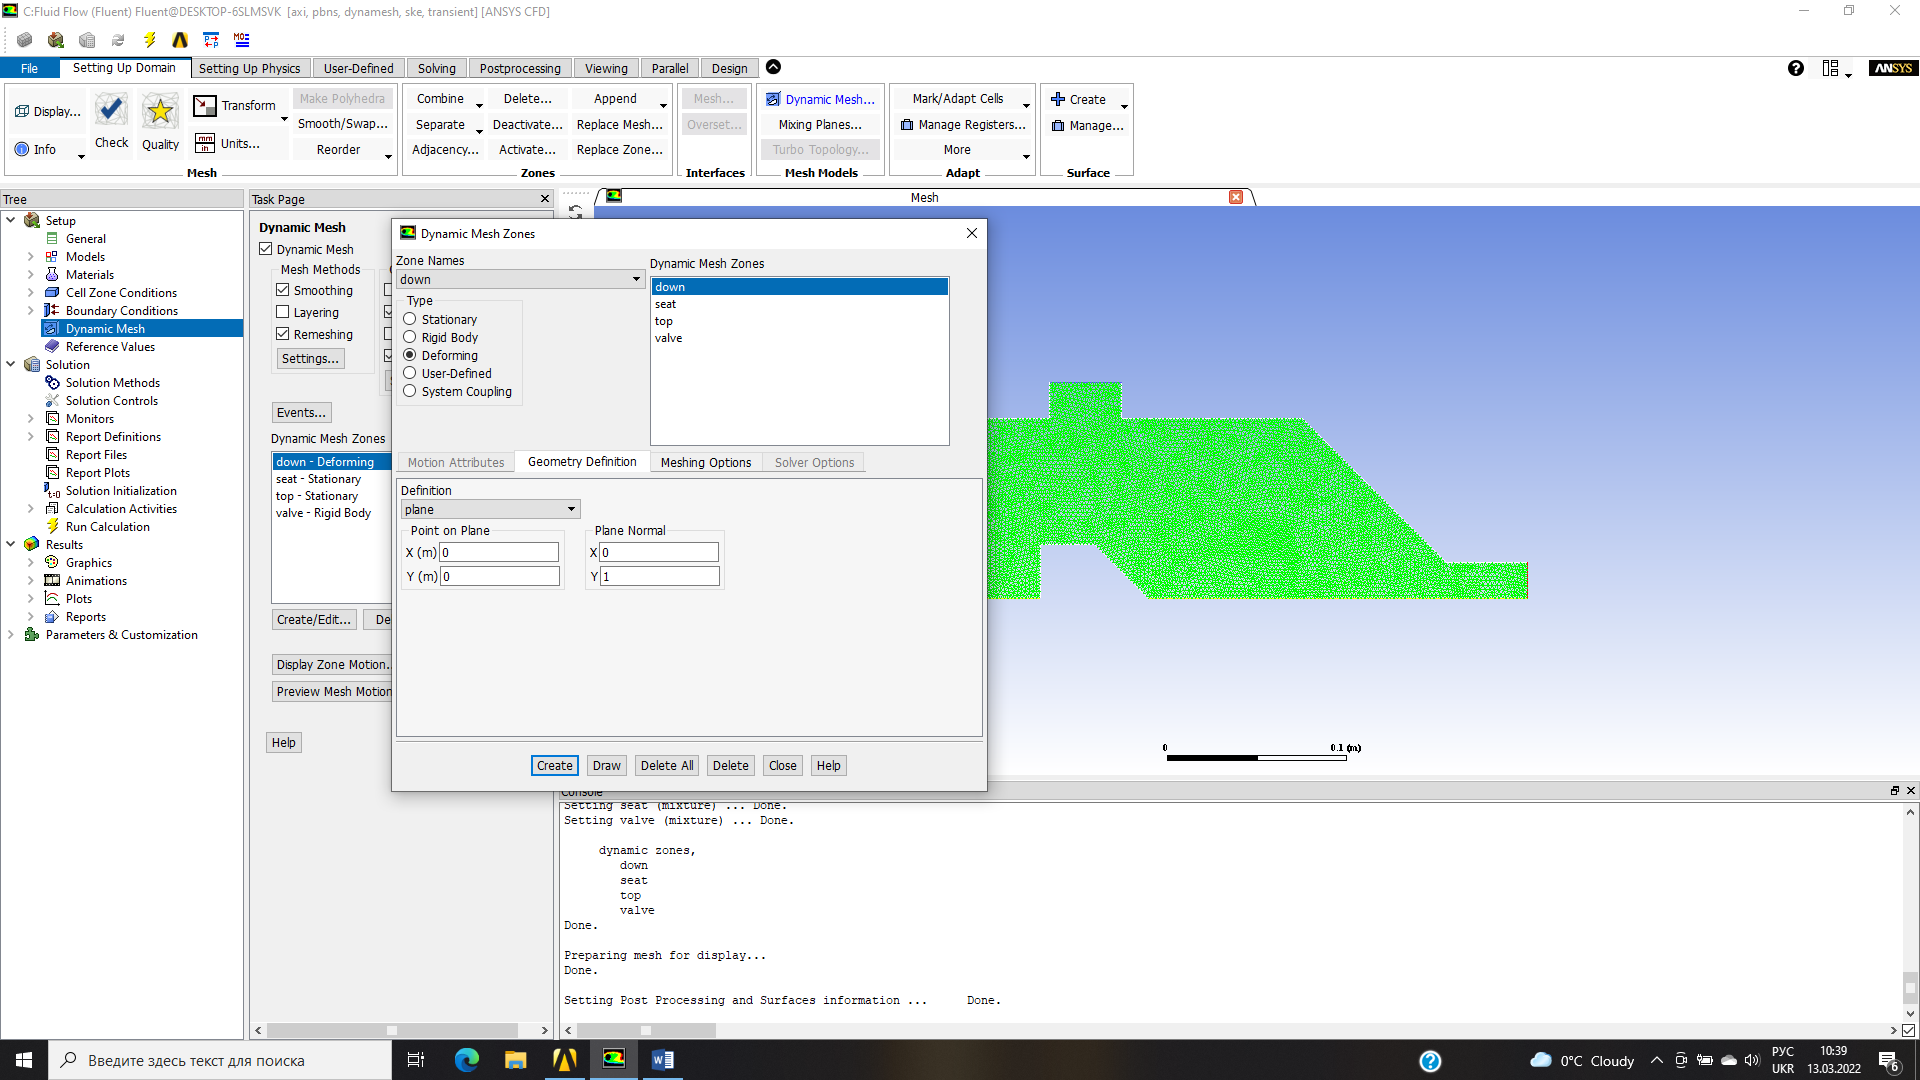 C:Fluid Flow (Fluent) Fluent@DESKTOP-6SLMSVK [axi, pbns, dynamesh, ske, transient] [ANSYS CFD]
File
Setting Up Domain
Setting Up Physics
User-Defined
Solving
Postprocessing
Viewing
Parallel
Design
ANSYS
Display...
Info
Check
Quality
Transform
Units...
Make Polyhedra
Smooth/Swap...
Reorder
Mesh
Combine
Separate
Adjacency...
Delete...
Deactivate...
Activate...
Append
Replace Mesh...
Replace Zone...
Zones
Mesh...
Overset...
Interfaces
Dynamic Mesh...
Mixing Planes...
Turbo Topology...
Mesh Models
Mark/Adapt Cells
Manage Registers...
More
Adapt
Create
Manage...
Surface
Tree
Setup
General
Models
Materials
Cell Zone Conditions
Boundary Conditions
Dynamic Mesh
Reference Values
Solution
Solution Methods
Solution Controls
Monitors
Report Definitions
Report Files
Report Plots
Solution Initialization
Calculation Activities
Run Calculation
Results
Graphics
Animations
Plots
Reports
Parameters & Customization
Task Page
Dynamic Mesh
Dynamic Mesh
Mesh Methods
Smoothing
Layering
Remeshing
Settings...
Events...
Dynamic Mesh Zones
down - Deforming
seat - Stationary
top - Stationary
valve - Rigid Body
Create/Edit...
De
Display Zone Motion..
Preview Mesh Motion
Help
Dynamic Mesh Zones
Zone Names
down
Type
Stationary
Rigid Body
Deforming
User-Defined
System Coupling
Dynamic Mesh Zones
down
seat
top
valve
Motion Attributes
Geometry Definition
Meshing Options
Solver Options
Definition
plane
Point on Plane
X (m) 0
Y (m) 0
Plane Normal
X 0
Y 1
Create
Draw
Delete All
Delete
Close
Help
Mesh
0
0.1 (m)
Console
Setting seat (mixture) ... Done.
Setting valve (mixture) ... Done.
dynamic zones,
down
seat
top
valve
Done.
Preparing mesh for display...
Done.
Setting Post Processing and Surfaces information ... Done.
Введите здесь текст для поиска
0°C Cloudy
РУС
UKR
10:39
13.03.2022
6